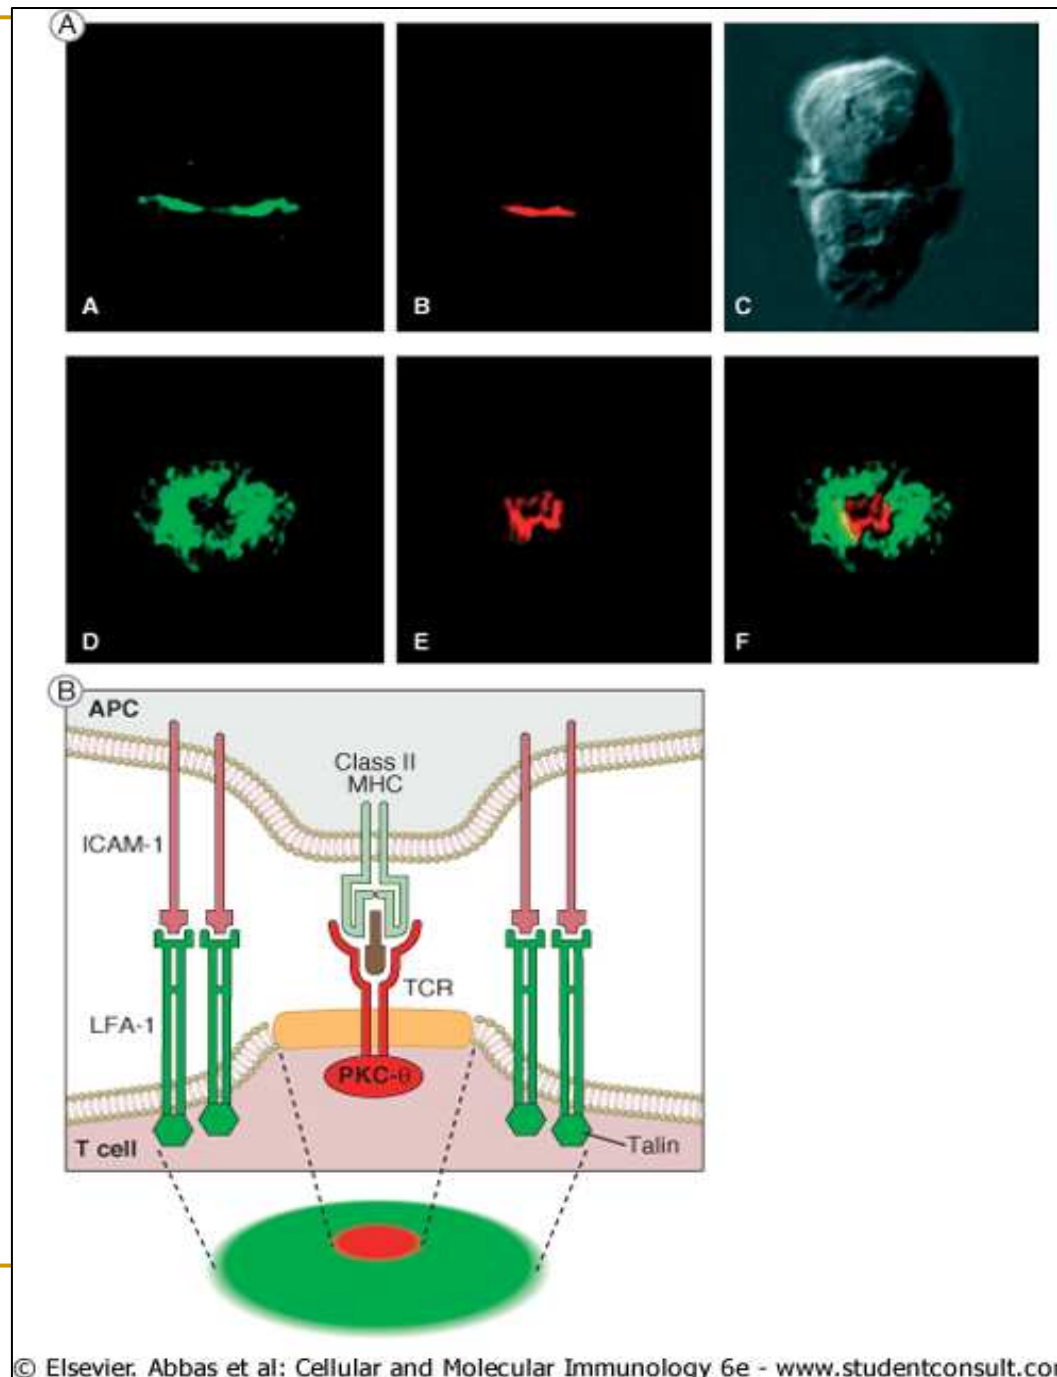 A
A
B
C
D
E
F
B
APC
Class II
MHC
ICAM-1
TCR
LFA-1
PKC-θ
T cell
Talin
© Elsevier. Abbas et al: Cellular and Molecular Immunology 6e - www.studentconsult.com